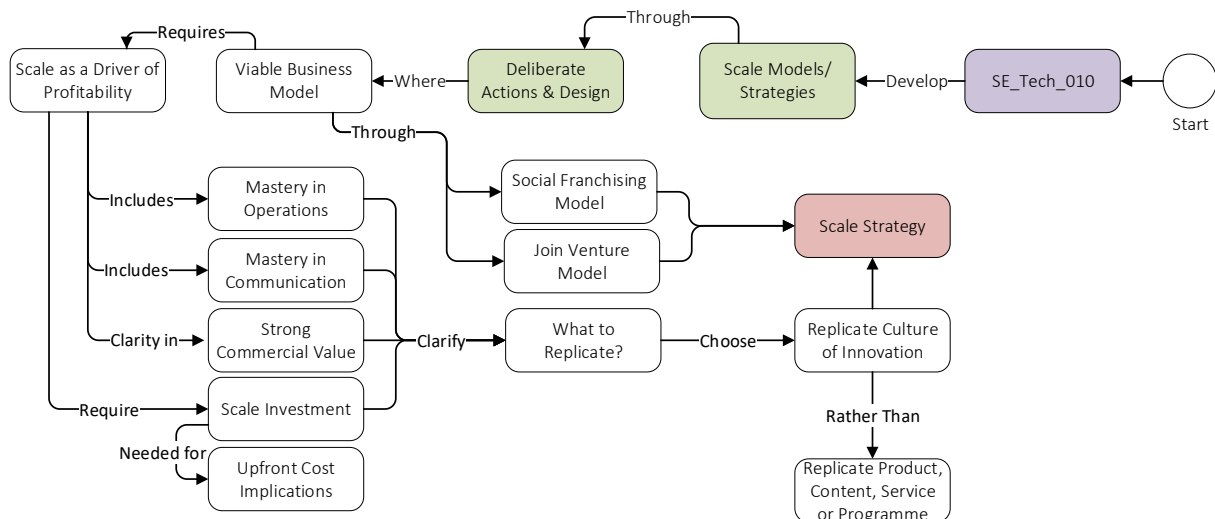 Requires
Through
Scale as a Driver of
Profitability
Viable Business
Model
Where
Deliberate
Actions & Design
Scale Models/
Strategies
Develop
SE_Tech_010
Start
Through
Includes
Mastery in
Operations
Social Franchising
Model
Scale Strategy
Includes
Mastery in
Communication
Join Venture
Model
Clarity in
Strong
Commercial Value
Clarify
What to
Replicate?
Choose
Replicate Culture
of Innovation
Require
Scale Investment
Rather Than
Needed for
Upfront Cost
Implications
Replicate Product,
Content, Service
or Programme